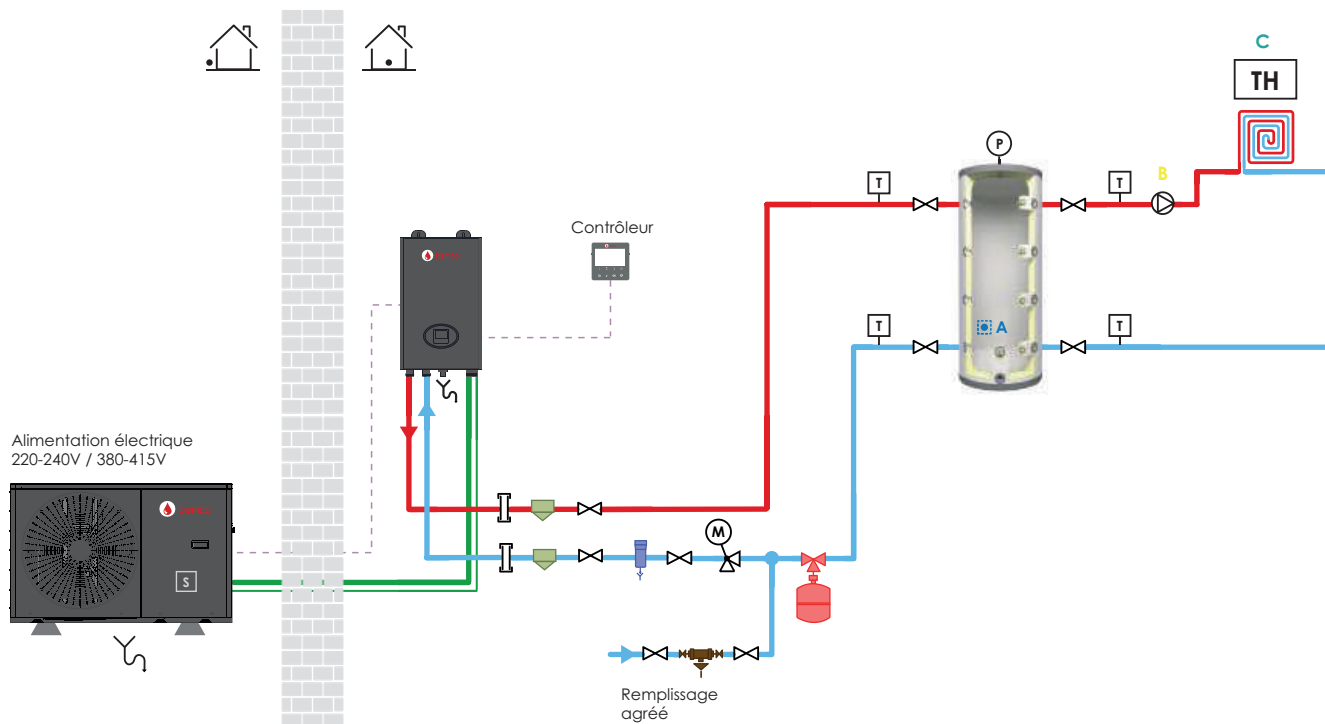 C
TH
P
T
T
B
Contrôleur
T
A
T
Alimentation électrique
220-240V / 380-415V
M
S
Remplissage
agréé